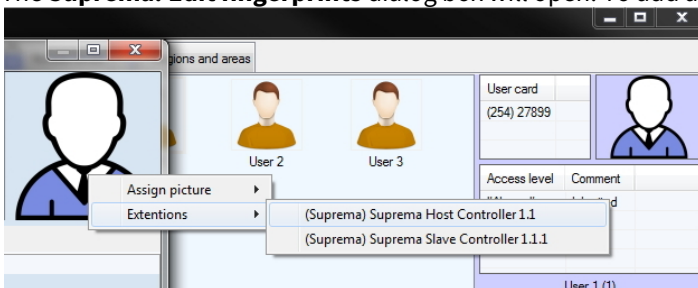 Suprema: Edit fingerprints dialog box will open. To add a
gions and areas
User card
(254) 27899
User 2
User 3
Assign picture
Extentions
Access level Comment
(Suprema) Suprema Host Controller 1.1
(Suprema) Suprema Slave Controller 1.1.1
User 1 (1)